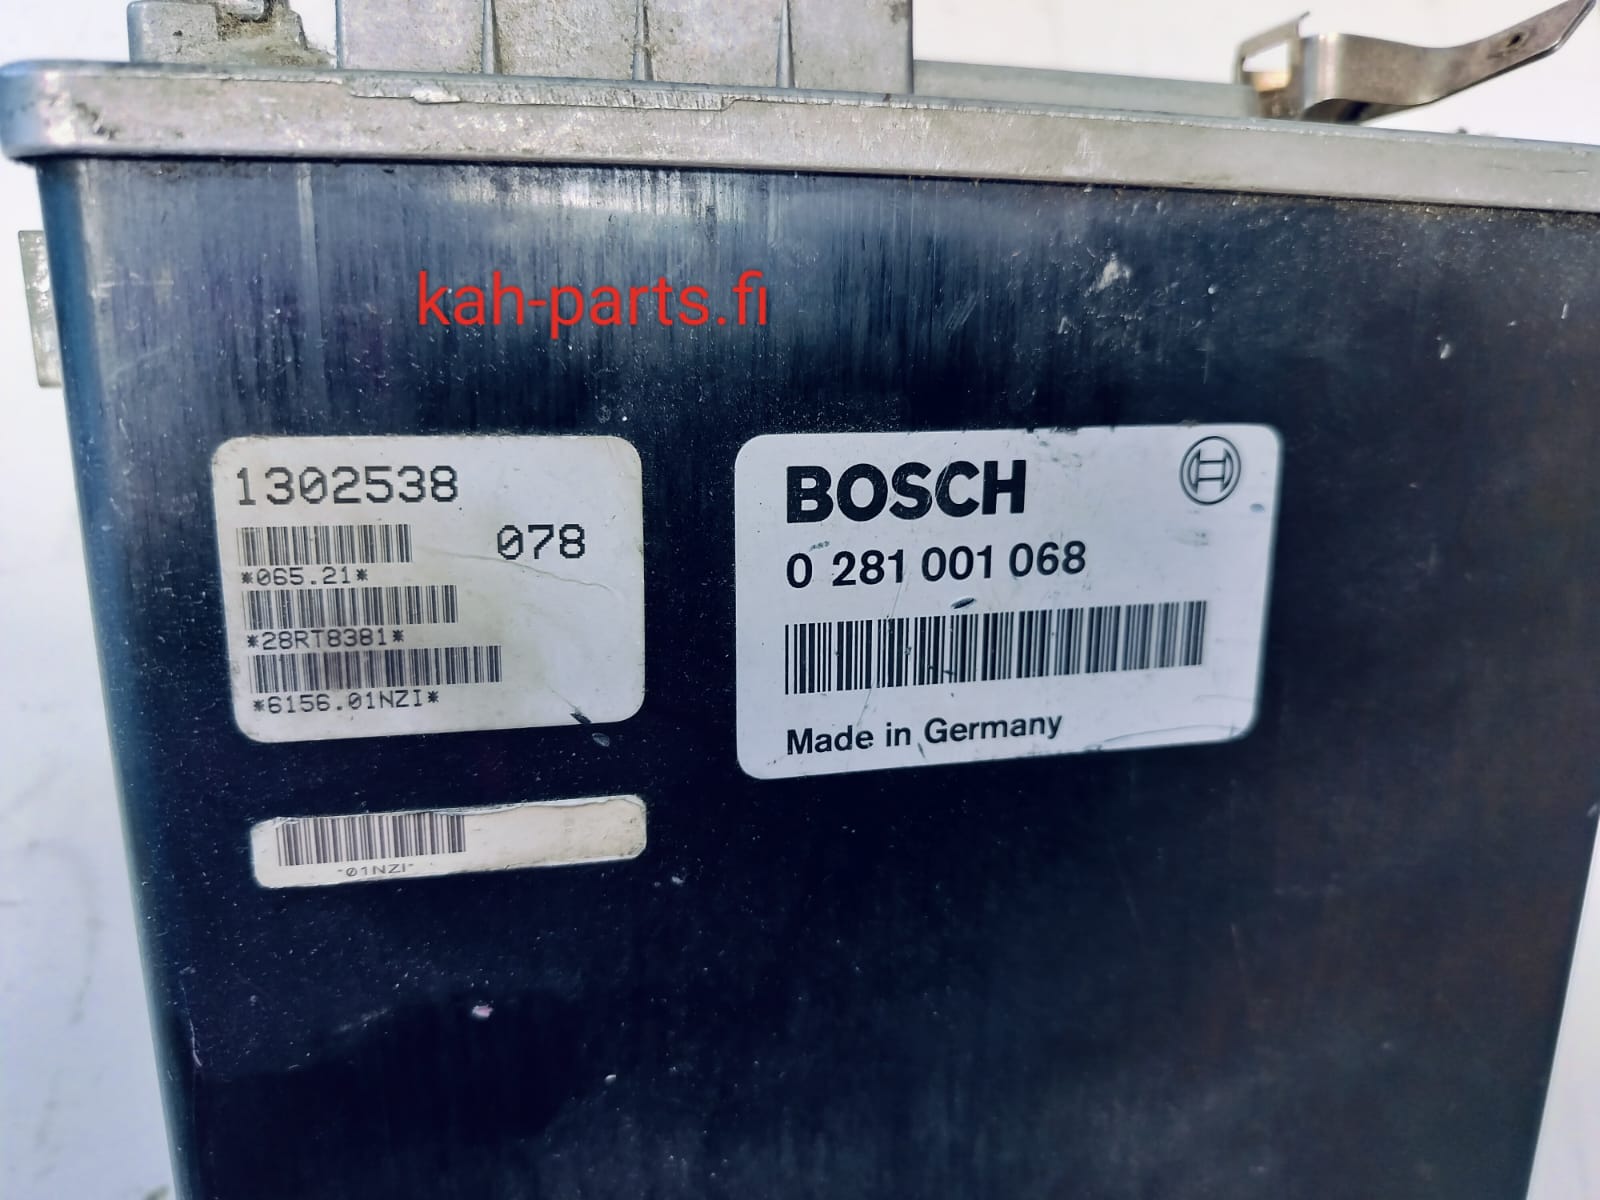 kah-parts.fi
1302538
078
*065.21*
*28RT8381*
*6156.01NZI*
BOSCH
0 281 001 068
Made in Germany
*01NZI*